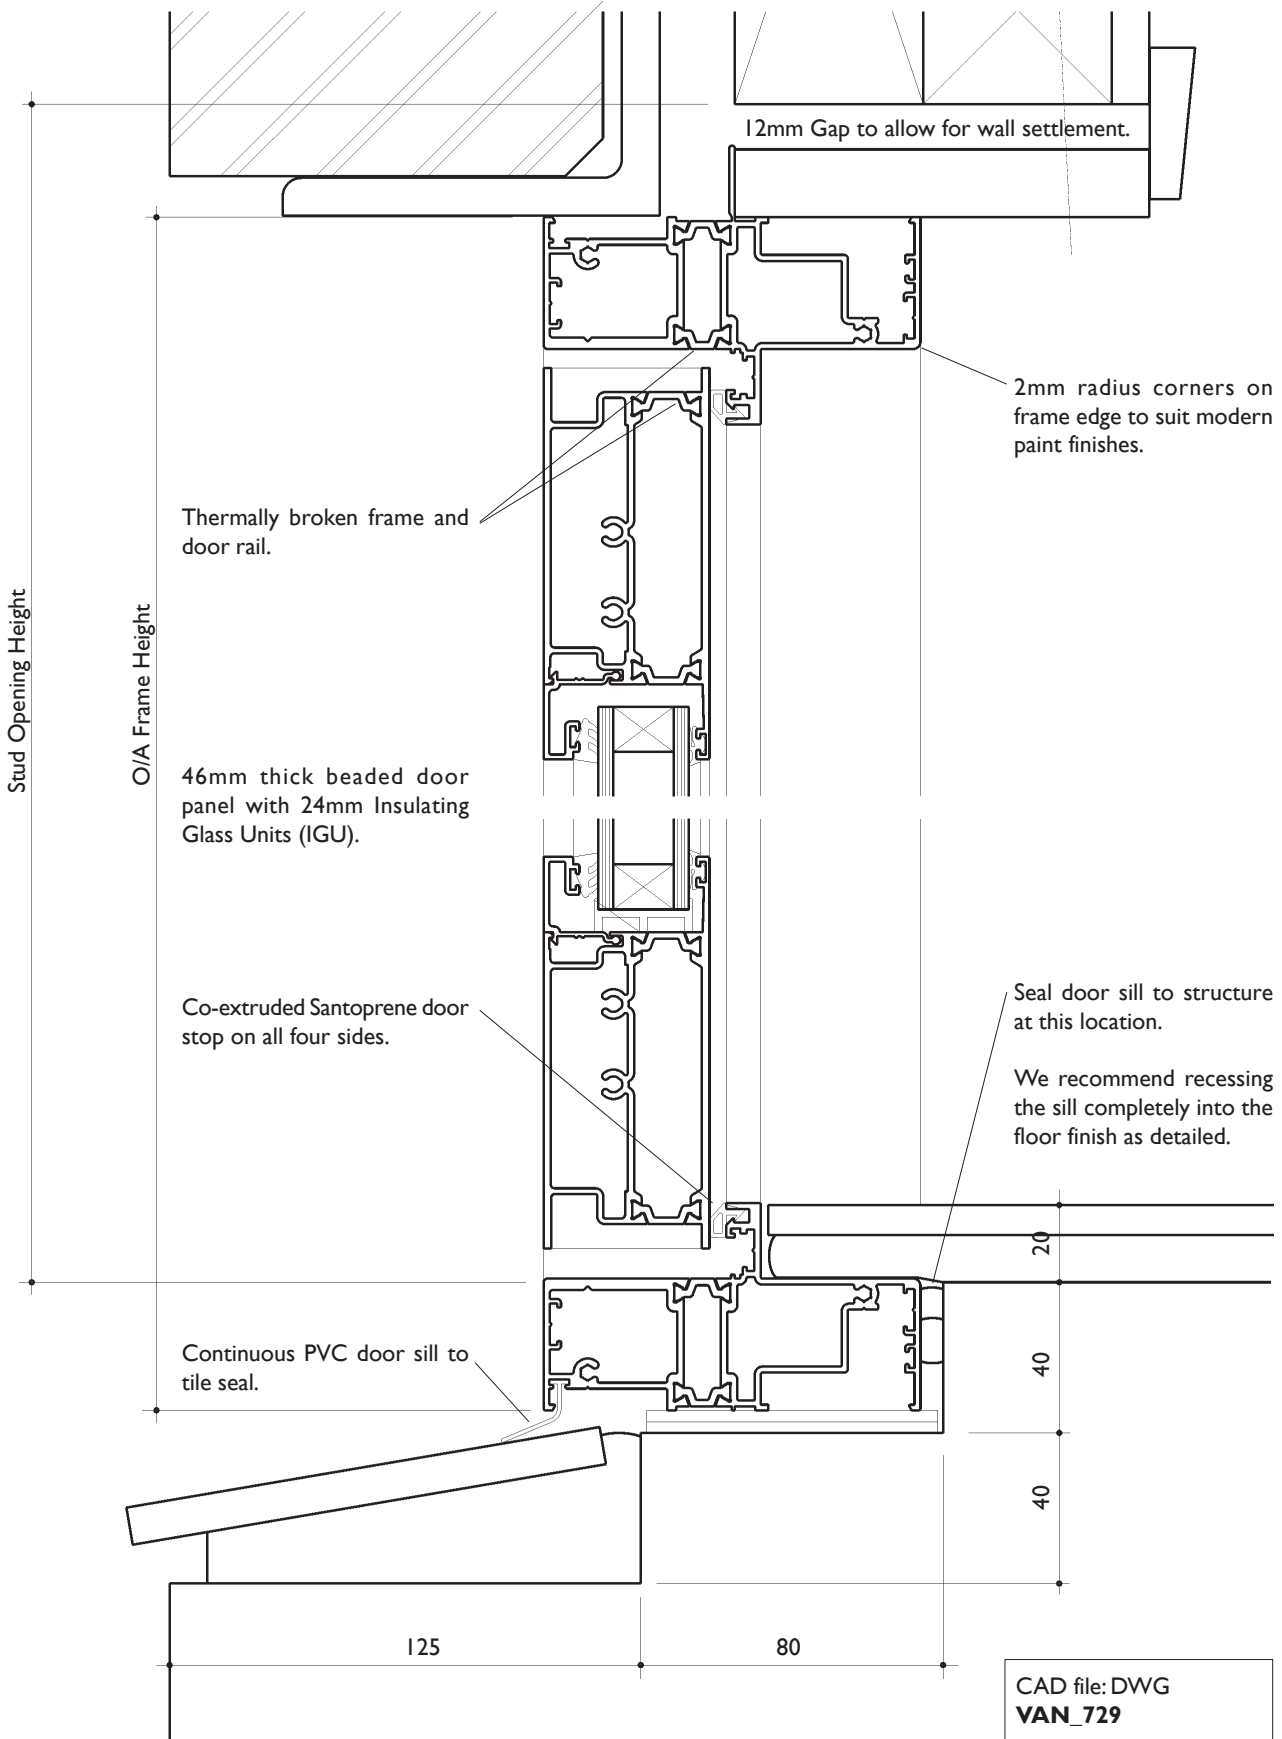 12mm Gap to allow for wall settlement.
2mm radius corners on
frame edge to suit modern
paint finishes.
Thermally broken frame and
door rail.
Stud Opening Height
O/A Frame Height
46mm thick beaded door
panel with 24mm Insulating
Glass Units (IGU).
Co-extruded Santoprene door
stop on all four sides.
Seal door sill to structure
at this location.
We recommend recessing
the sill completely into the
floor finish as detailed.
20
Continuous PVC door sill to
tile seal.
40
40
125
80
CAD file: DWG
VAN_729